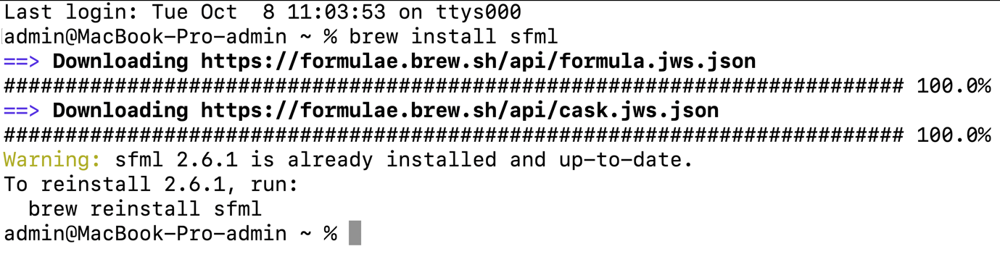 Last login: Tue Oct  8 11:03:53 on ttys000
admin@MacBook-Pro-admin ~ % brew install sfml
==> Downloading https://formulae.brew.sh/api/formula.jws.json
######################################################################### 100.0%
==> Downloading https://formulae.brew.sh/api/cask.jws.json
######################################################################### 100.0%
Warning: sfml 2.6.1 is already installed and up-to-date.
To reinstall 2.6.1, run:
  brew reinstall sfml
admin@MacBook-Pro-admin ~ %